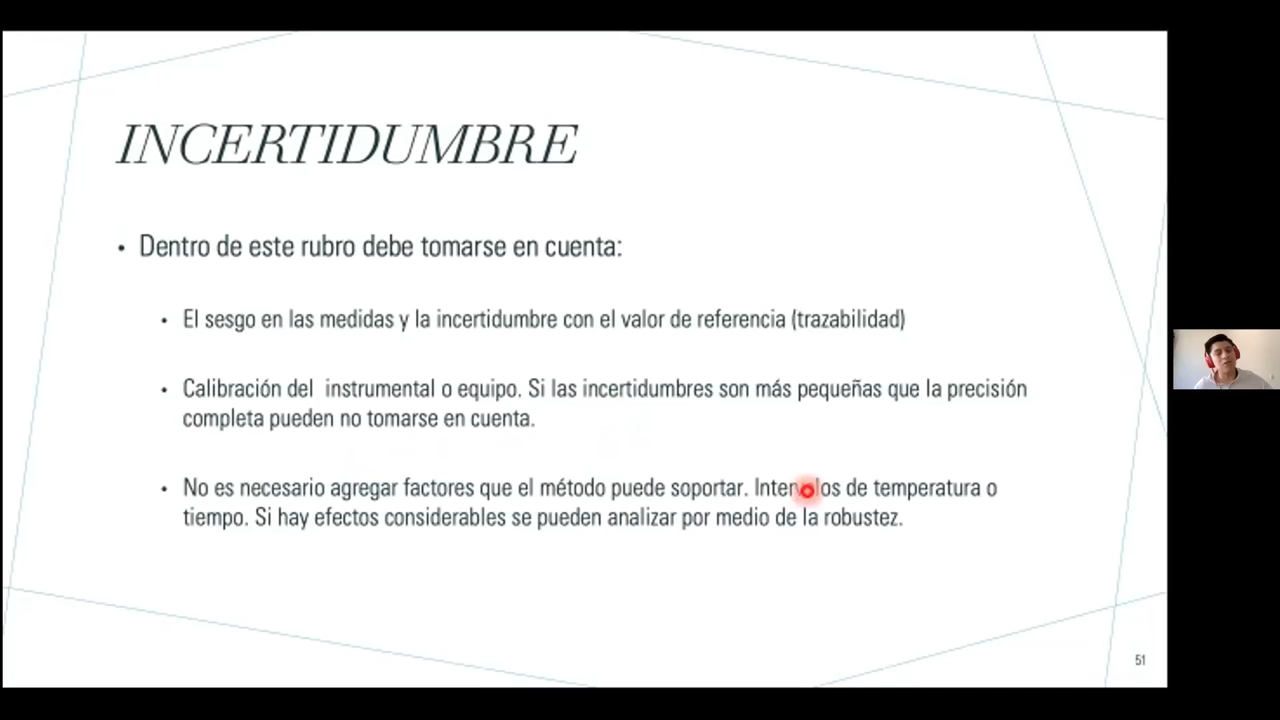 INCERTIDUMBRE
• Dentro de este rubro debe tomarse en cuenta:
• El sesgo en las medidas y la incertidumbre con el valor de referencia (trazabilidad)
• Calibración del instrumental o equipo. Si las incertidumbres son más pequeñas que la precisión
completa pueden no tomarse en cuenta.
• No es necesario agregar factores que el método puede soportar. Intervalos de temperatura o
tiempo. Si hay efectos considerables se pueden analizar por medio de la robustez.
51